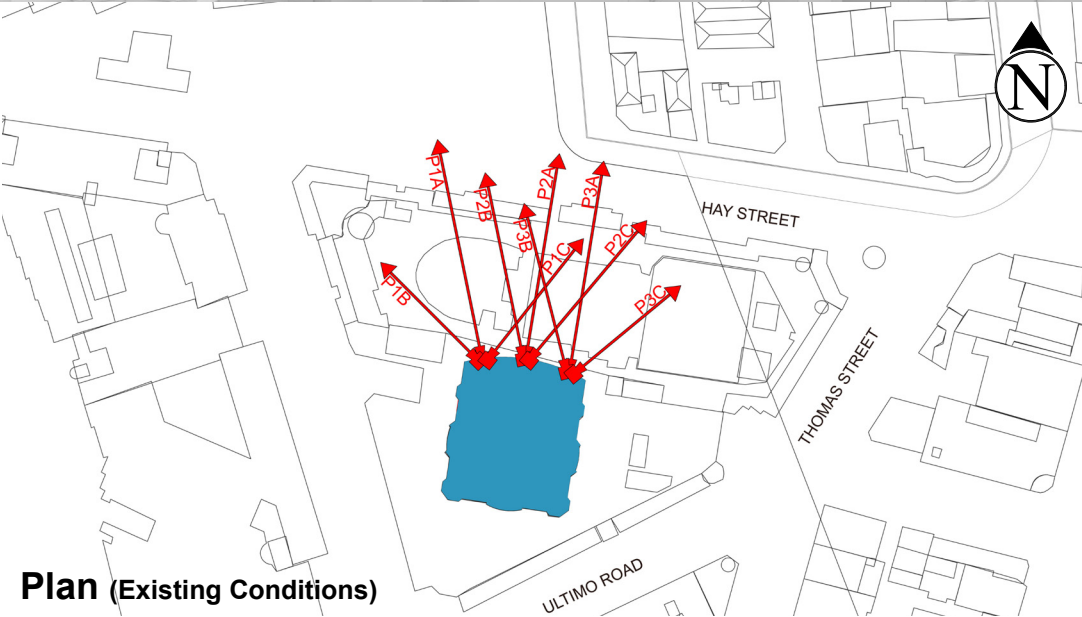 N
P1A
P2B
P2A
P3A
P3B
P1C
P2C
P1B
P3C
HAY STREET
THOMAS STREET
ULTIMO ROAD
Plan (Existing Conditions)